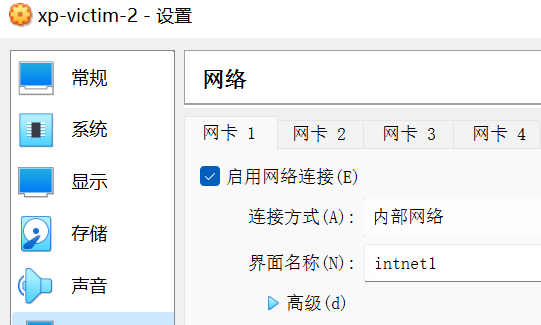 xp-victim-2 - 设置
常规
系统
显示
存储
声音
网络
网卡 1 网卡 2 网卡 3 网卡 4
启用网络连接(E)
连接方式(A): 内部网络
界面名称(N): intnet1
高级(d)